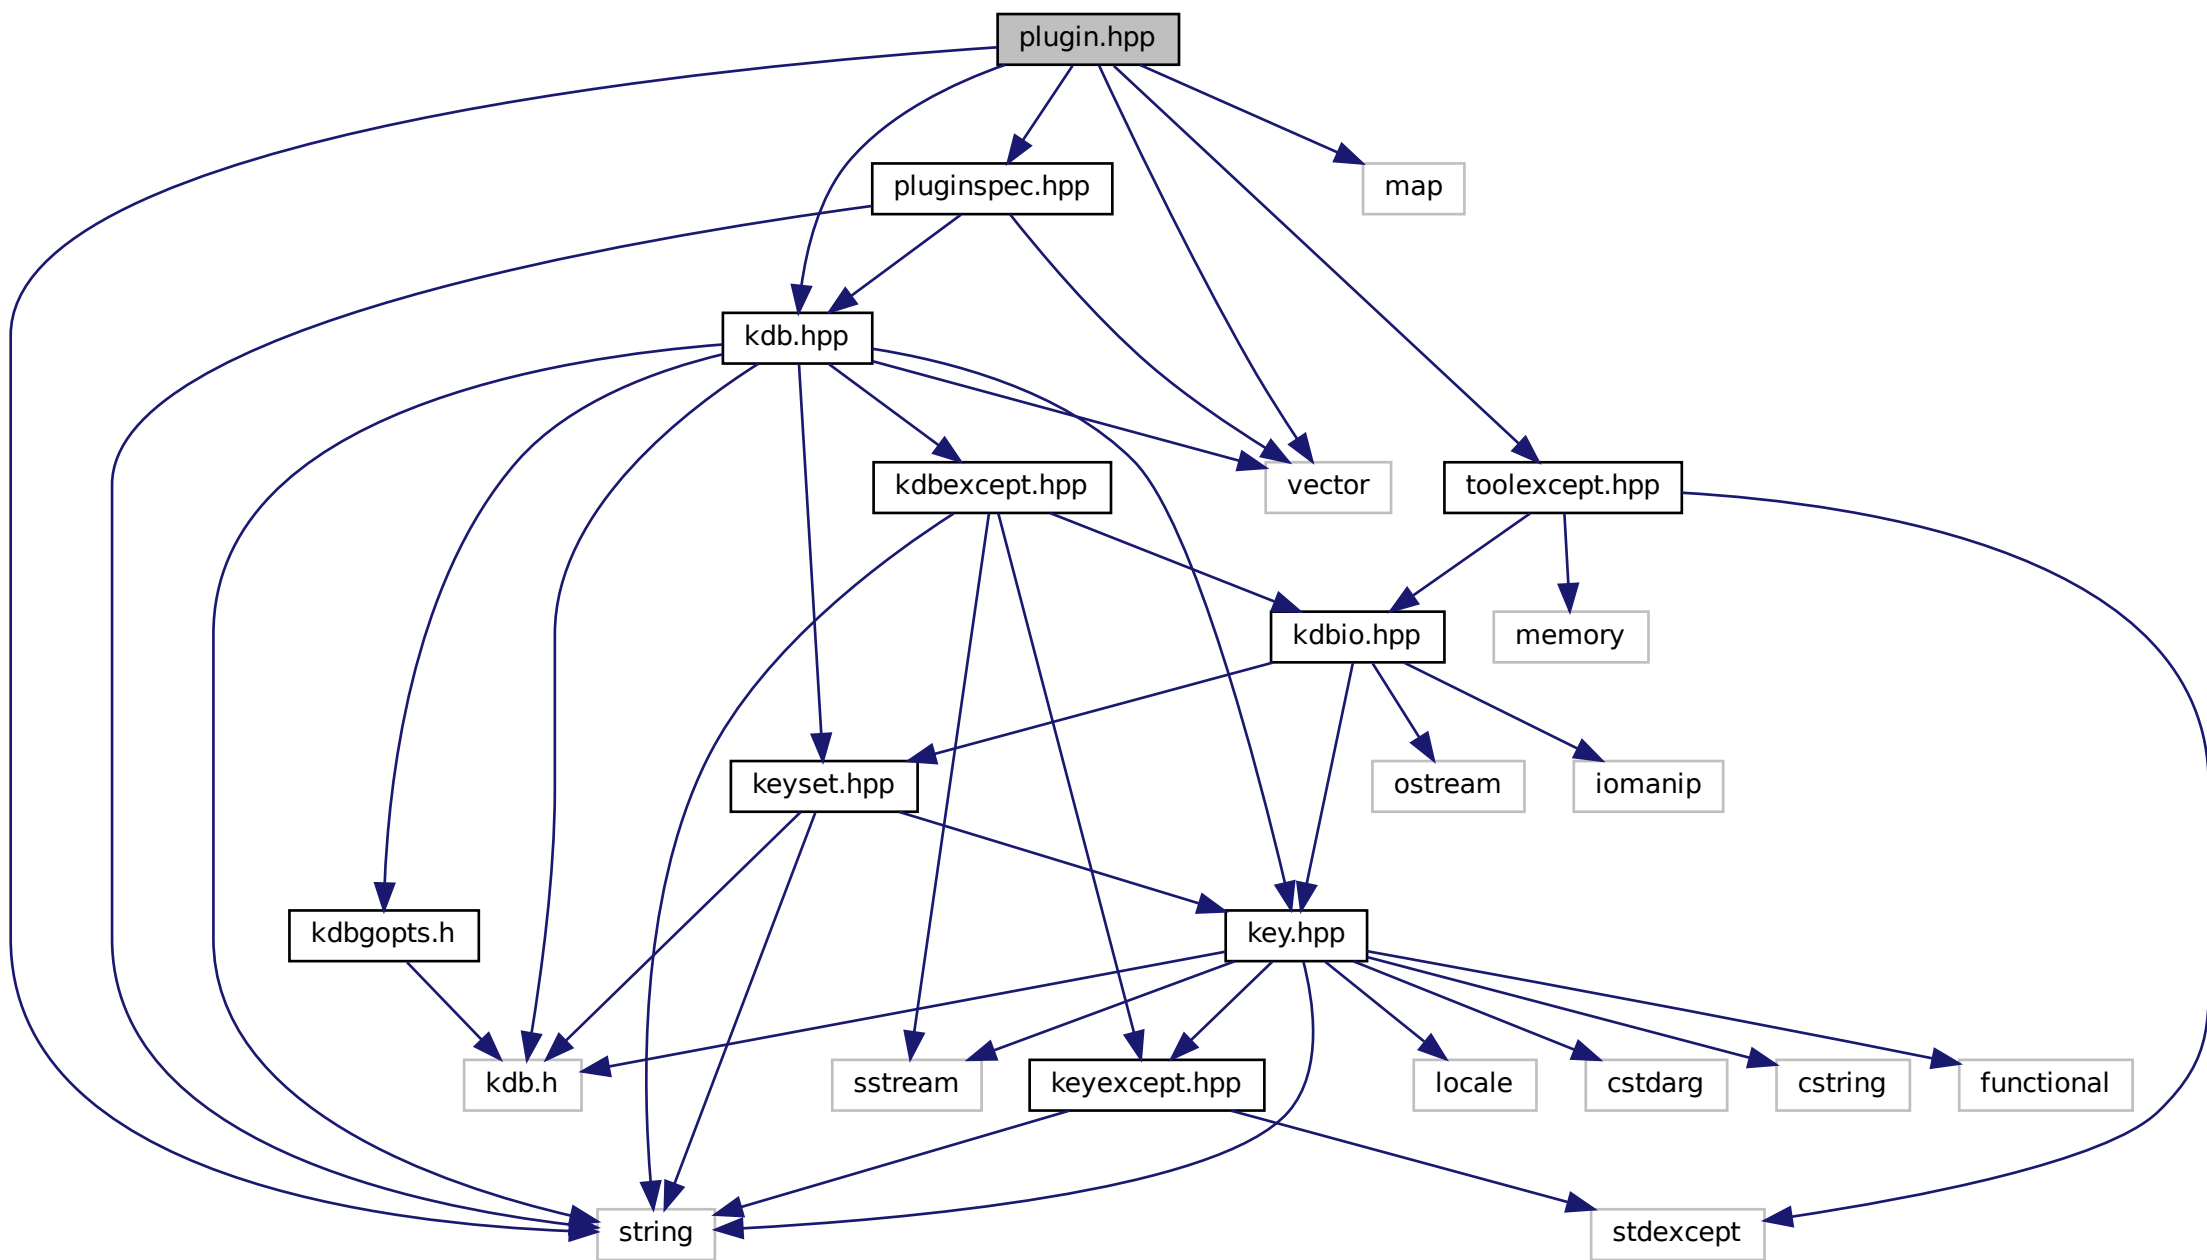 plugin.hpp
pluginspec.hpp
map
kdb.hpp
kdbexcept.hpp
vector
toolexcept.hpp
kdbio.hpp
memory
keyset.hpp
ostream
iomanip
kdbgopts.h
key.hpp
kdb.h
sstream
keyexcept.hpp
locale
cstdarg
cstring
functional
string
stdexcept